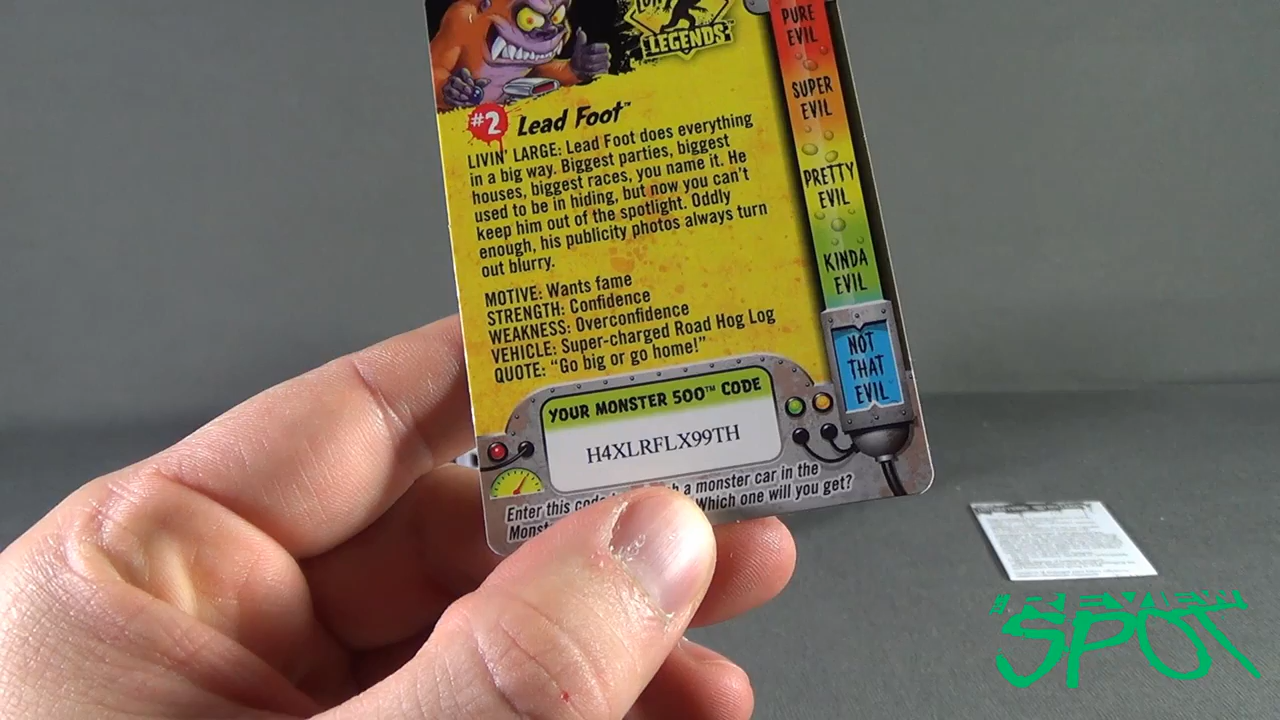 LEGENDS™
#2 Lead Foot™
LIVIN' LARGE: Lead Foot does everything
in a big way. Biggest parties, biggest
houses, biggest races, you name it. He
used to be in hiding, but now you can't
keep him out of the spotlight. Oddly
enough, his publicity photos always turn
out blurry.
MOTIVE: Wants fame
STRENGTH: Confidence
WEAKNESS: Overconfidence
VEHICLE: Super-charged Road Hog Log
QUOTE: "Go big or go home!"
YOUR MONSTER 500™ CODE
H4XLRFLX99TH
Enter this code a monster car in the
Which one will you get?
PURE
EVIL
SUPER
EVIL
PRETTY
EVIL
KINDA
EVIL
NOT
THAT
EVIL
SPOT